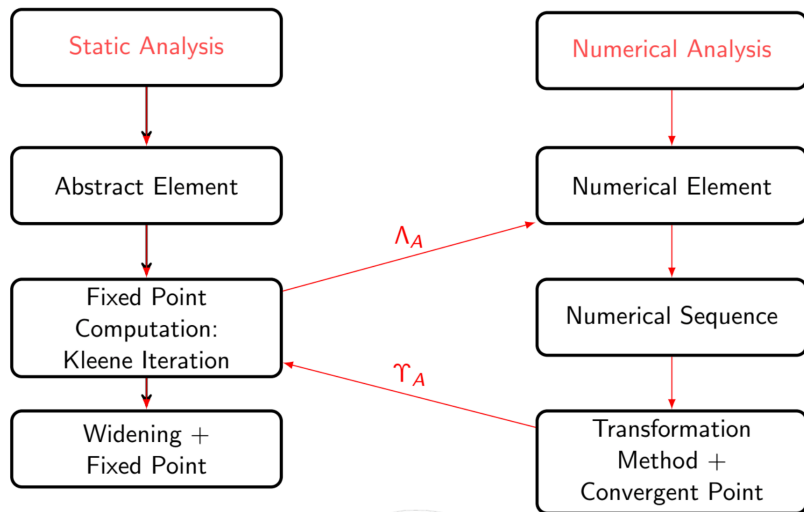 Static Analysis
Abstract Element
Fixed Point
Computation:
Kleene Iteration
Widening +
Fixed Point
Λ_A
ϒ_A
Numerical Analysis
Numerical Element
Numerical Sequence
Transformation
Method +
Convergent Point